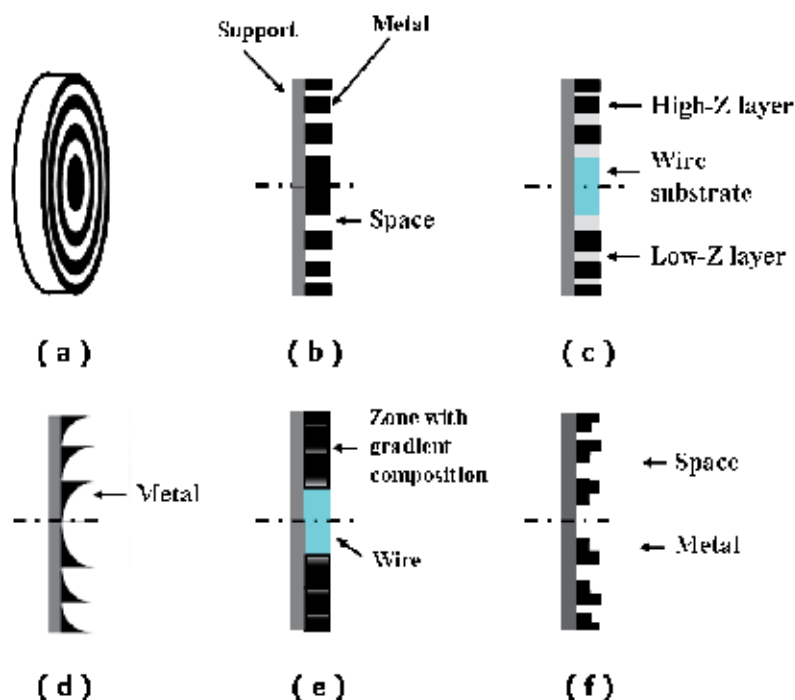 Support
Metal
Space
High-Z layer
Wire
substrate
Low-Z layer
( a )
( b )
( c )
Metal
Zone with
gradient
composition
Wire
Space
Metal
( d )
( e )
( f )